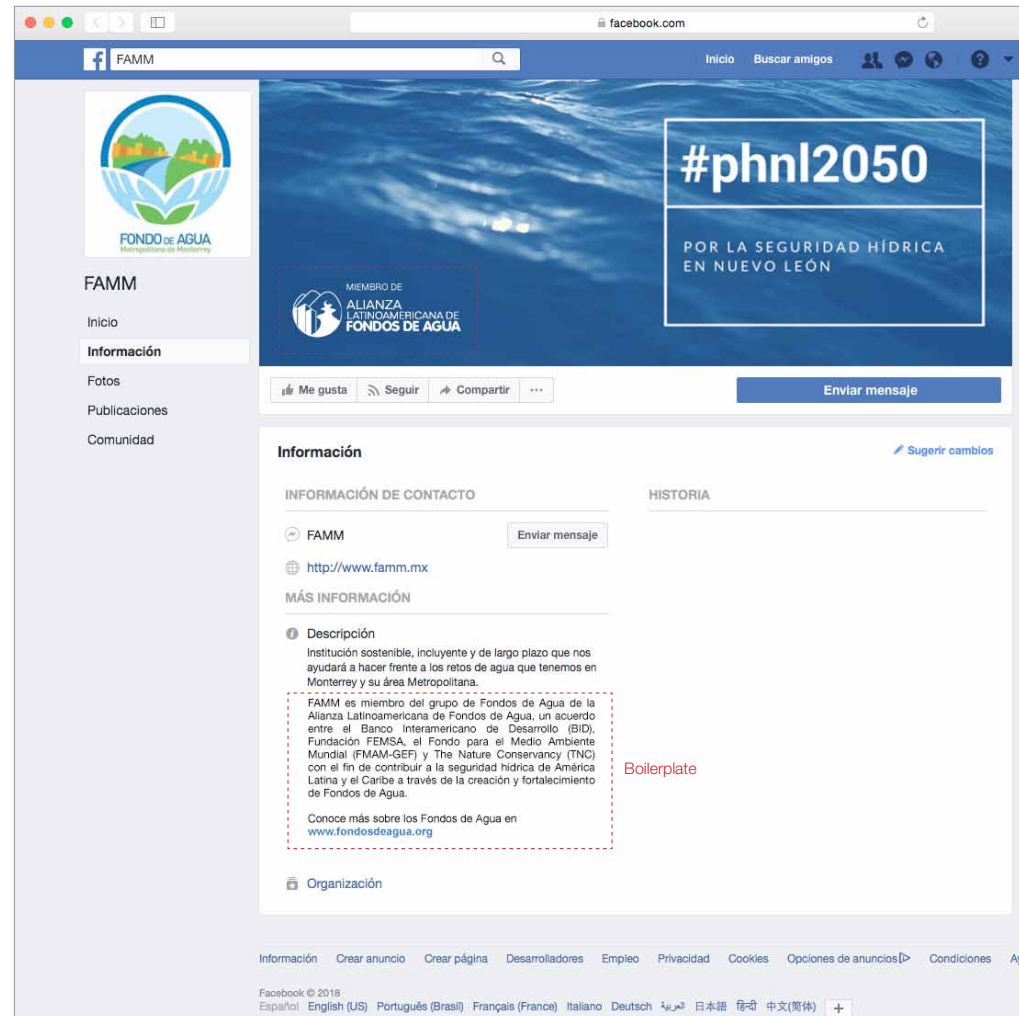 facebook.com
FAMM
Inicio Buscar amigos
FONDO DE AGUA
Metropolitano de Monterrey
#phnl2050
POR LA SEGURIDAD HÍDRICA
EN NUEVO LEÓN
MIEMBRO DE
ALIANZA
LATINOAMERICANA DE
FONDOS DE AGUA
FAMM
Inicio
Información
Fotos
Publicaciones
Comunidad
Me gusta Seguir Compartir ...
Enviar mensaje
Información
Sugerir cambios
INFORMACIÓN DE CONTACTO
HISTORIA
FAMM
Enviar mensaje
http://www.famm.mx
MÁS INFORMACIÓN
Descripción
Institución sostenible, incluyente y de largo plazo que nos
ayudará a hacer frente a los retos de agua que tenemos en
Monterrey y su área Metropolitana.
FAMM es miembro del grupo de Fondos de Agua de la
Alianza Latinoamericana de Fondos de Agua, un acuerdo
entre el Banco Interamericano de Desarrollo (BID),
Fundación FEMSA, el Fondo para el Medio Ambiente
Mundial (FMAM-GEF) y The Nature Conservancy (TNC)
con el fin de contribuir a la seguridad hídrica de América
Latina y el Caribe a través de la creación y fortalecimiento
de Fondos de Agua.
Conoce más sobre los Fondos de Agua en
www.fondosdeagua.org
Boilerplate
Organización
Información Crear anuncio Crear página Desarrolladores Empleo Privacidad Cookies Opciones de anuncios Condiciones
Facebook © 2018
Español English (US) Português (Brasil) Français (France) Italiano Deutsch العربية 日本語 हिन्दी 中文(简体) +